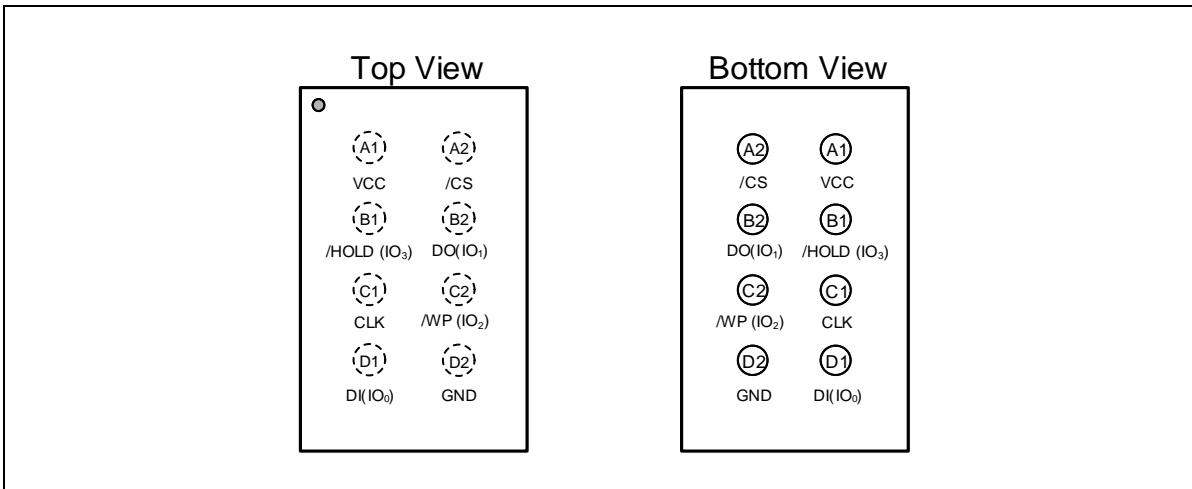 Top View Bottom View
A1 A2 A2 A1
VCC /CS /CS VCC
B1 B2 B2 B1
/HOLD (IO₃) DO(IO₁) DO(IO₁) /HOLD (IO₃)
C1 C2 C2 C1
CLK /WP (IO₂) /WP (IO₂) CLK
D1 D2 D2 D1
DI(IO₀) GND GND DI(IO₀)